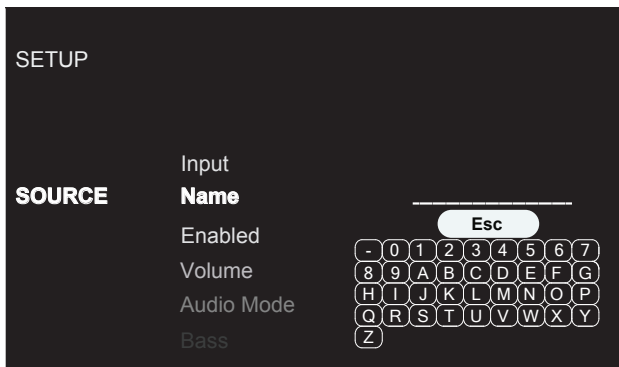 SETUP
Input
SOURCE Name ______________
Esc
Enabled
- 0 1 2 3 4 5 6 7
Volume
8 9 A B C D E F G
Audio Mode
H I J K L M N O P
Q R S T U V W X Y
Bass
Z